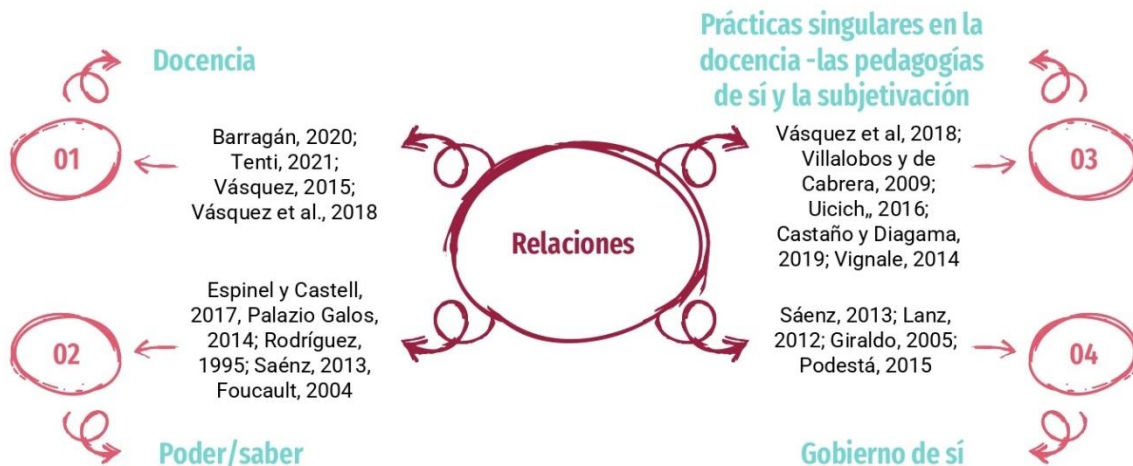 Docencia
01
Barragán, 2020;
Tenti, 2021;
Vásquez, 2015;
Vásquez et al., 2018
Espinel y Castell,
2017, Palazio Galos,
2014; Rodríguez,
1995; Saénz, 2013,
Foucault, 2004
02
Poder/saber
Relaciones
Prácticas singulares en la
docencia -las pedagogías
de sí y la subjetivación
Vásquez et al, 2018;
Villalobos y de
Cabrera, 2009;
Uicich,, 2016;
Castaño y Diagama,
2019; Vignale, 2014
03
Sáenz, 2013; Lanz,
2012; Giraldo, 2005;
Podestá, 2015
04
Gobierno de sí